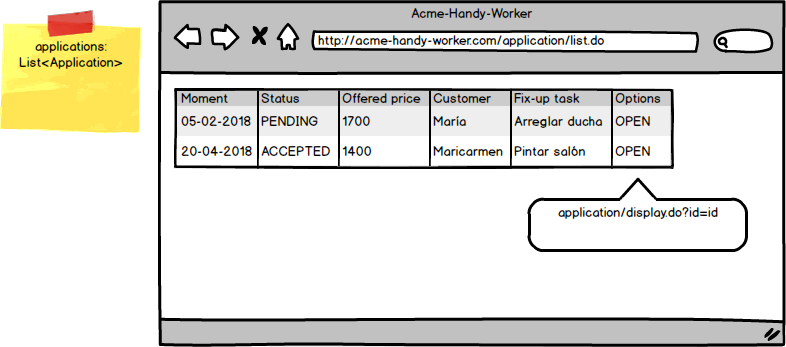 applications:
List<Application>
Acme-Handy-Worker
http://acme-handy-worker.com/application/list.do
Moment Status Offered price Customer Fix-up task Options
05-02-2018 PENDING 1700 María Arreglar ducha OPEN
20-04-2018 ACCEPTED 1400 Maricarmen Pintar salón OPEN
application/display.do?id=id